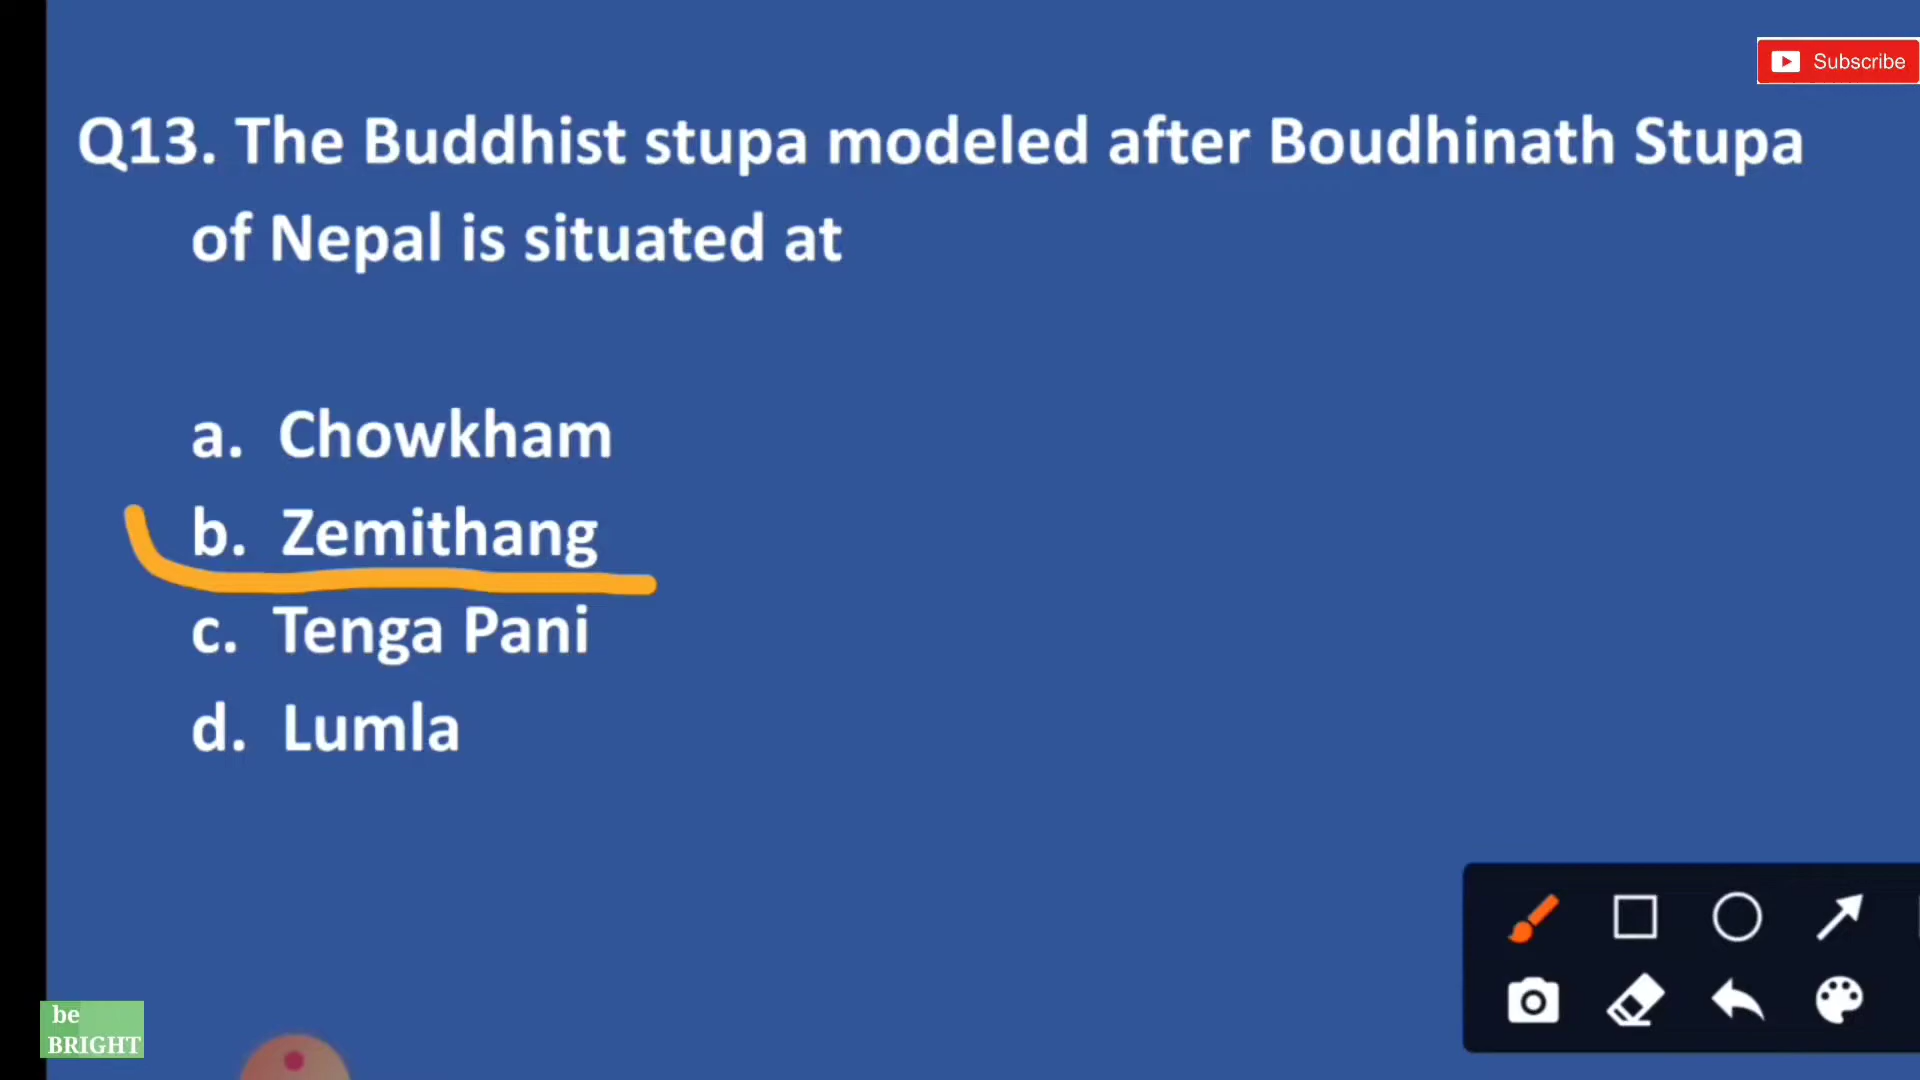 Subscribe
Q13. The Buddhist stupa modeled after Boudhinath Stupa
of Nepal is situated at
a. Chowkham
b. Zemithang
c. Tenga Pani
d. Lumla
be
BRIGHT